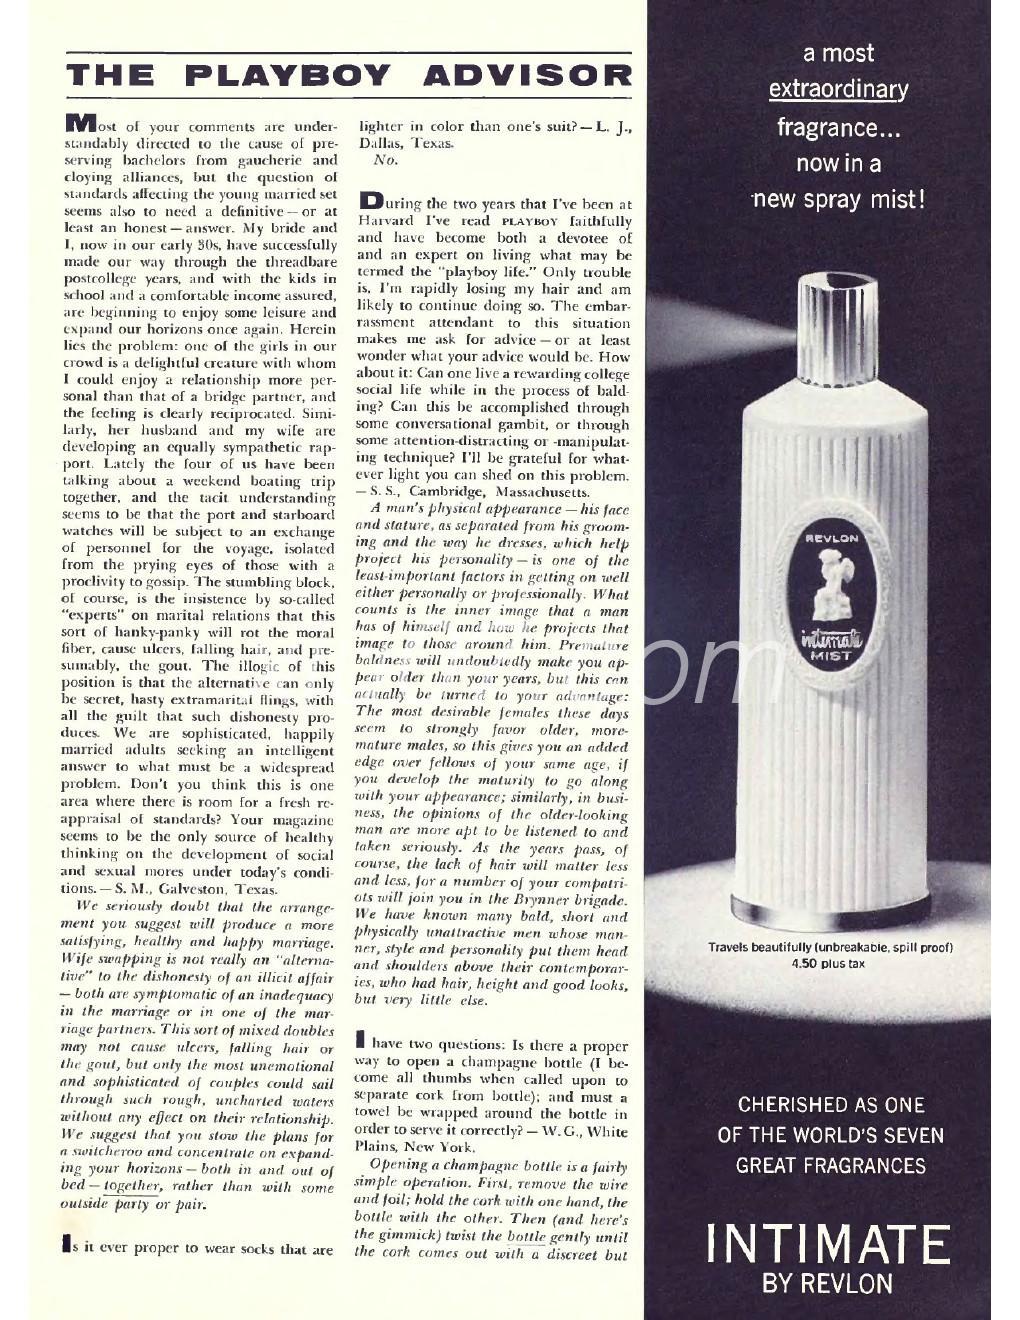 THE PLAYBOY ADVISOR
Most of your comments are under-
standably directed to the cause of pre-
serving bachelors from gaucherie and
cloying alliances, but the question of
standards affecting the young married set
seems also to need a definitive — or at
least an honest — answer. My bride and
I, now in our early 30s, have successfully
made our way through the threadbare
postcollege years, and with the kids in
school and a comfortable income assured,
are beginning to enjoy some leisure and
expand our horizons once again. Herein
lies the problem: one of the girls in our
crowd is a delightful creature with whom
I could enjoy a relationship more per-
sonal than that of a bridge partner, and
the feeling is clearly reciprocated. Simi-
larly, her husband and my wife are
developing an equally sympathetic rap-
port. Lately the four of us have been
talking about a weekend boating trip
together, and the tacit understanding
seems to be that the port and starboard
watches will be subject to an exchange
of personnel for the voyage, isolated
from the prying eyes of those with a
proclivity to gossip. The stumbling block,
of course, is the insistence by so-called
"experts" on marital relations that this
sort of hanky-panky will rot the moral
fiber, cause ulcers, falling hair, and pre-
sumably, the gout. The illogic of this
position is that the alternative can only
be secret, hasty extramarital flings, with
all the guilt that such dishonesty pro-
duces. We are sophisticated, happily
married adults seeking an intelligent
answer to what must be a widespread
problem. Don't you think this is one
area where there is room for a fresh re-
appraisal of standards? Your magazine
seems to be the only source of healthy
thinking on the development of social
and sexual mores under today's condi-
tions. — S. M., Galveston, Texas.
We seriously doubt that the arrange-
ment you suggest will produce a more
satisfying, healthy and happy marriage.
Wife swapping is not really an "alterna-
tive" to the dishonesty of an illicit affair
— both are symptomatic of an inadequacy
in the marriage or in one of the mar-
riage partners. This sort of mixed doubles
may not cause ulcers, falling hair or
the gout, but only the most unemotional
and sophisticated of couples could sail
through such rough, uncharted waters
without any effect on their relationship.
We suggest that you stow the plans for
a switcheroo and concentrate on expand-
ing your horizons — both in and out of
bed — together, rather than with some
outside party or pair.
Is it ever proper to wear socks that are
lighter in color than one's suit? — L. J.,
Dallas, Texas.
No.
During the two years that I've been at
Harvard I've read PLAYBOY faithfully
and have become both a devotee of
and an expert on living what may be
termed the "playboy life." Only trouble
is, I'm rapidly losing my hair and am
likely to continue doing so. The embar-
rassment attendant to this situation
makes me ask for advice — or at least
wonder what your advice would be. How
about it: Can one live a rewarding college
social life while in the process of bald-
ing? Can this be accomplished through
some conversational gambit, or through
some attention-distracting or -manipulat-
ing technique? I'll be grateful for what-
ever light you can shed on this problem.
— S. S., Cambridge, Massachusetts.
A man's physical appearance — his face
and stature, as separated from his groom-
ing and the way he dresses, which help
project his personality — is one of the
least-important factors in getting on well
either personally or professionally. What
counts is the inner image that a man
has of himself and how he projects that
image to those around him. Premature
baldness will undoubtedly make you ap-
pear older than your years, but this can
actually be turned to your advantage:
The most desirable females these days
seem to strongly favor older, more-
mature males, so this gives you an added
edge over fellows of your same age, if
you develop the maturity to go along
with your appearance; similarly, in busi-
ness, the opinions of the older-looking
man are more apt to be listened to and
taken seriously. As the years pass, of
course, the lack of hair will matter less
and less, for a number of your compatri-
ots will join you in the Brynner brigade.
We have known many bald, short and
physically unattractive men whose man-
ner, style and personality put them head
and shoulders above their contemporar-
ies, who had hair, height and good looks,
but very little else.
I have two questions: Is there a proper
way to open a champagne bottle (I be-
come all thumbs when called upon to
separate cork from bottle); and must a
towel be wrapped around the bottle in
order to serve it correctly? — W. G., White
Plains, New York.
Opening a champagne bottle is a fairly
simple operation. First, remove the wire
and foil; hold the cork with one hand, the
bottle with the other. Then (and here's
the gimmick) twist the bottle gently until
the cork comes out with a discreet but
a most
extraordinary
fragrance...
now in a
new spray mist!
REVLON
intimate
MIST
om
Travels beautifully (unbreakable, spill proof)
4.50 plus tax
CHERISHED AS ONE
OF THE WORLD'S SEVEN
GREAT FRAGRANCES
INTIMATE
BY REVLON